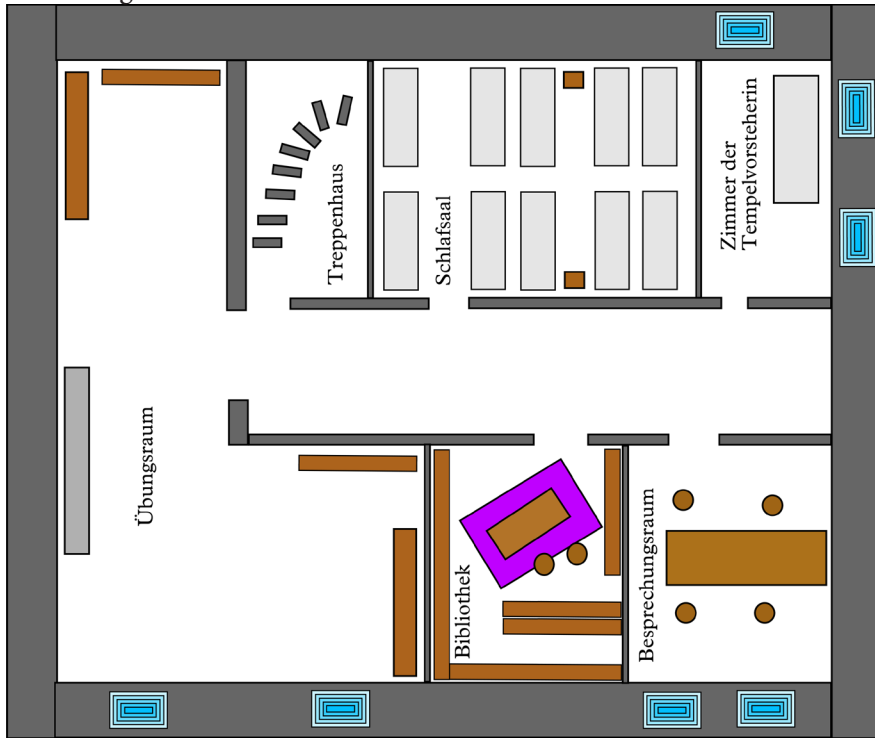 Treppenhaus
Schlafsaal
Zimmer der
Tempelvorsteherin
Übungsraum
Bibliothek
Besprechungsraum